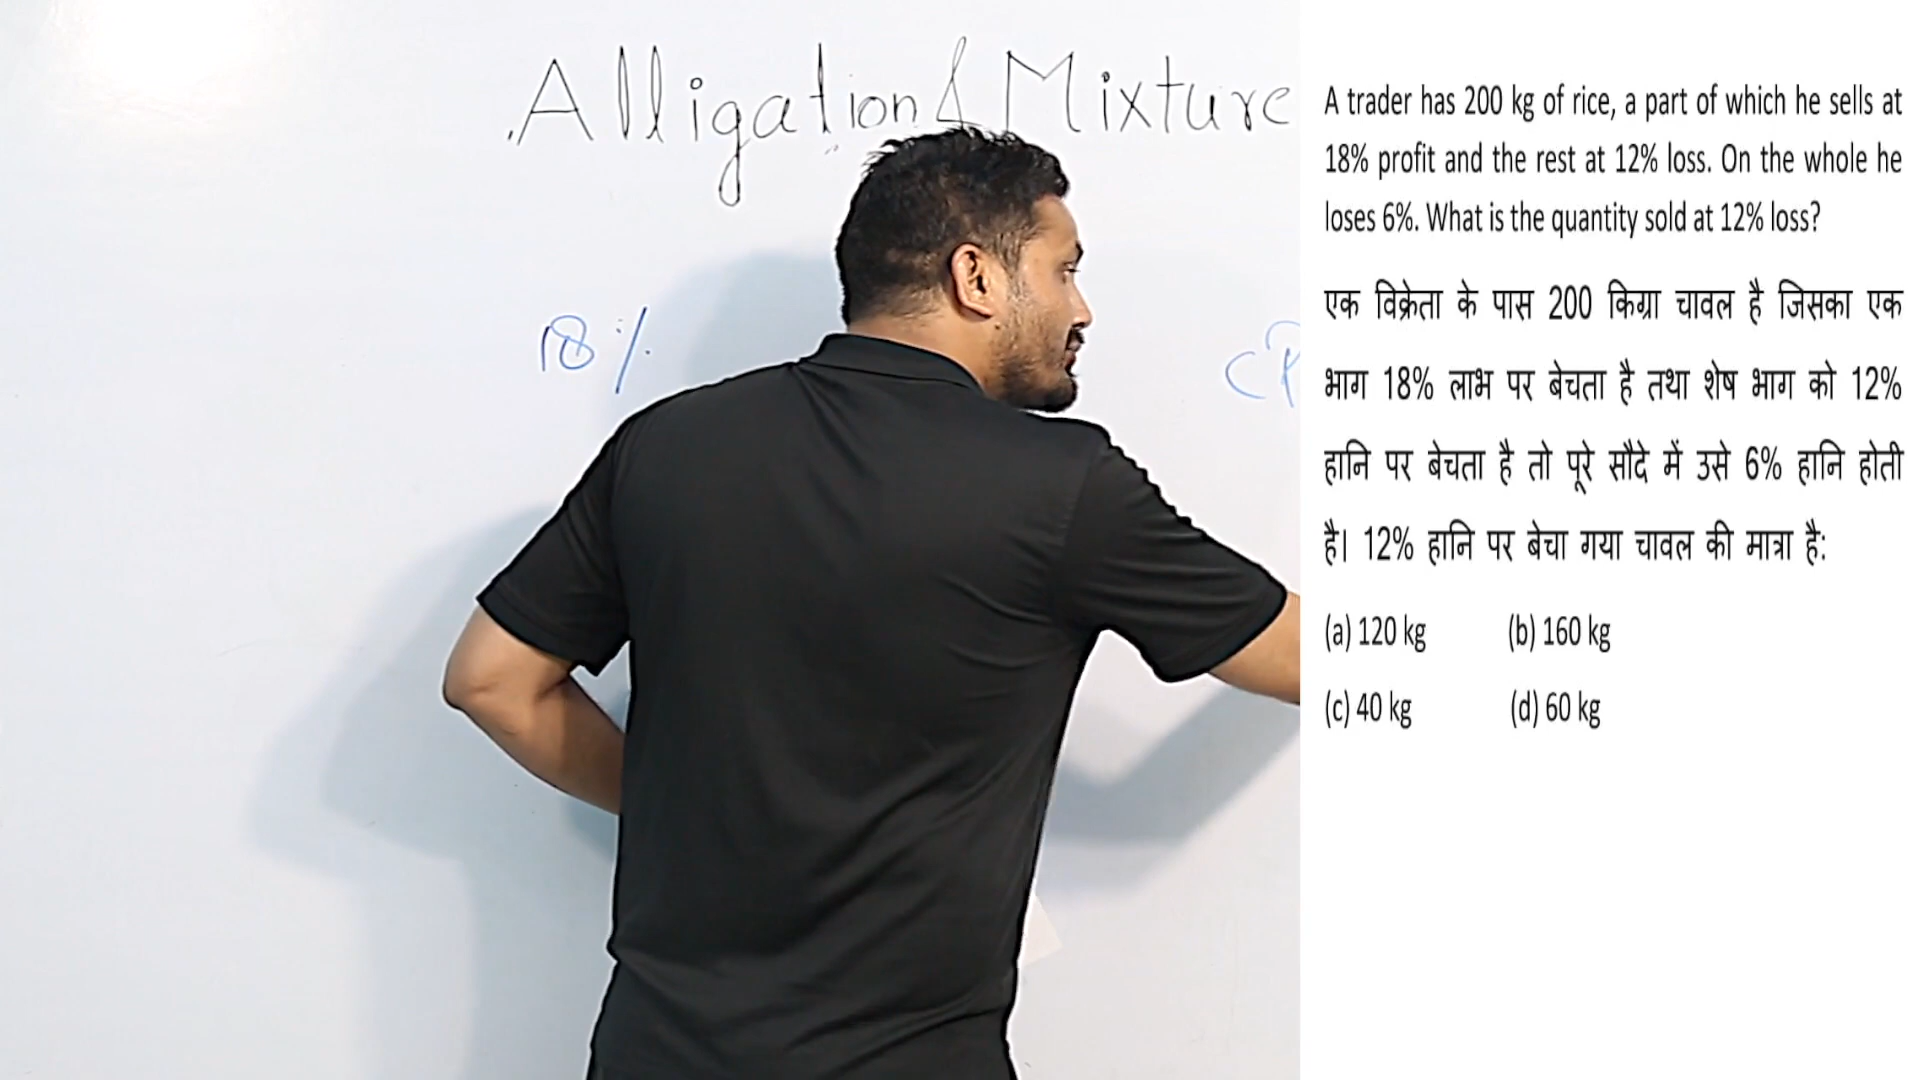 Alligation & Mixture
18%
A trader has 200 kg of rice, a part of which he sells at
18% profit and the rest at 12% loss. On the whole he
loses 6%. What is the quantity sold at 12% loss?
एक विक्रेता के पास 200 किग्रा चावल है जिसका एक
भाग 18% लाभ पर बेचता है तथा शेष भाग को 12%
हानि पर बेचता है तो पूरे सौदे में उसे 6% हानि होती
है। 12% हानि पर बेचा गया चावल की मात्रा है:
(a) 120 kg (b) 160 kg
(c) 40 kg (d) 60 kg